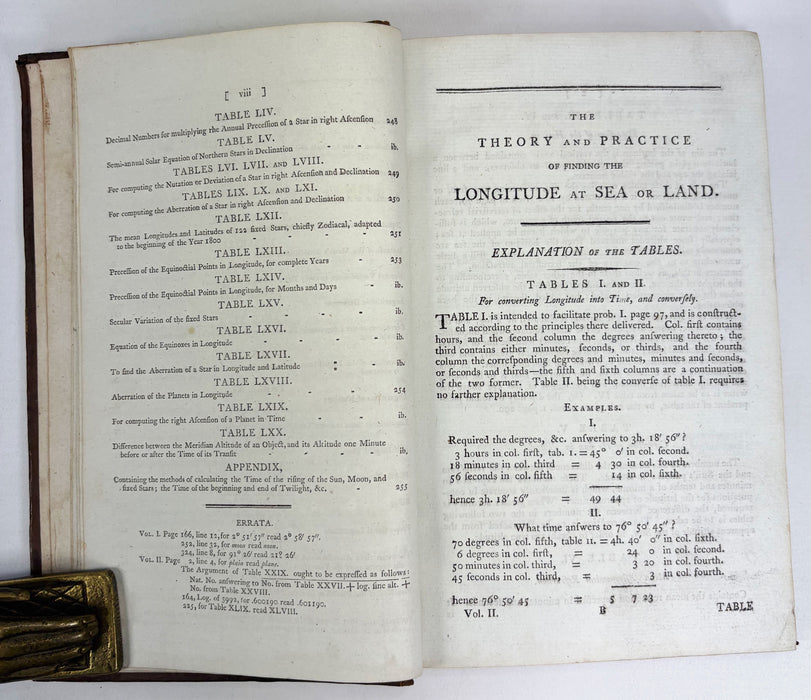 [ viii ]
TABLE LIV.
Decimal Numbers for multiplying the Annual Preceſſion of a Star in right Aſcenſion 248
TABLE LV.
Semi-annual Solar Equation of Northern Stars in Declination - - ib.
TABLES LVI. LVII. AND LVIII.
For computing the Nutation or Deviation of a Star in right Aſcenſion and Declination 249
TABLES LIX. LX. AND LXI.
For computing the Aberration of a Star in right Aſcenſion and Declination 250
TABLE LXII.
The mean Longitudes and Latitudes of 122 fixed Stars, chiefly Zodiacal, adapted
to the beginning of the Year 1800 - - - - 251
TABLE LXIII.
Preceſſion of the Equinoctial Points in Longitude, for complete Years - 253
TABLE LXIV.
Preceſſion of the Equinoctial Points in Longitude, for Months and Days - ib.
TABLE LXV.
Secular Variation of the fixed Stars - - - - ib.
TABLE LXVI.
Equation of the Equinoxes in Longitude - - - ib.
TABLE LXVII.
To find the Aberration of a Star in Longitude and Latitude - - ib.
TABLE LXVIII.
Aberration of the Planets in Longitude - - - 254
TABLE LXIX.
For computing the right Aſcenſion of a Planet in Time - - ib.
TABLE LXX.
Difference between the Meridian Altitude of an Object, and its Altitude one Minute
before or after the Time of its Tranſit - - - ib.
APPENDIX,
Containing the methods of calculating the Time of the riſing of the Sun, Moon, and
fixed Stars; the Time of the beginning and end of Twilight, &c. - 255
ERRATA.
VOL. I. Page 166, line 12, for 2° 51′ 57″ read 2° 58′ 57″.
252, line 32, for moon read noon.
324, line 8, for 91° 26′ read 21° 26′
VOL. II. Page 2, line 4, for plain read plane.
The Argument of Table XXIX. ought to be expreſſed as follows:
Nat. No. anſwering to No. from Table XXVII. + log. ſine alt. +
No. from Table XXVIII.
164, Log. of 5992, for .600190 read .601190.
225, for Table XLIX. read XLVIII.
THE
THEORY AND PRACTICE
OF FINDING THE
LONGITUDE AT SEA OR LAND.
EXPLANATION OF THE TABLES.
TABLES I. AND II.
For converting Longitude into Time, and converſely.
TABLE I. is intended to facilitate prob. I. page 97, and is conſtruct-
ed according to the principles there delivered. Col. firſt contains
hours, and the ſecond column the degrees anſwering thereto; the
third contains either minutes, ſeconds, or thirds, and the fourth
column the correſponding degrees and minutes, minutes and ſeconds,
or ſeconds and thirds—the fifth and ſixth columns are a continuation
of the two former. Table II. being the converſe of table I. requires
no farther explanation.
EXAMPLES.
I.
Required the degrees, &c. anſwering to 3h. 18′ 56″?
3 hours in col. firſt, tab. I. = 45° 0′ in col. ſecond.
18 minutes in col. third = 4 30 in col. fourth.
56 ſeconds in col. fifth = 14 in col. ſixth.
hence 3h. 18′ 56″ = 49 44
II.
What time anſwers to 76° 50′ 45″?
70 degrees in col. fifth, table II. = 4h. 40′ 0″ in col. ſixth.
6 degrees in col. firſt, = 24 0 in col. ſecond.
50 minutes in col. third, = 3 20 in col. fourth.
45 ſeconds in col. third, = 3 in col. fourth.
hence 76° 50′ 45 = 5 7 23
Vol. II. B TABLE